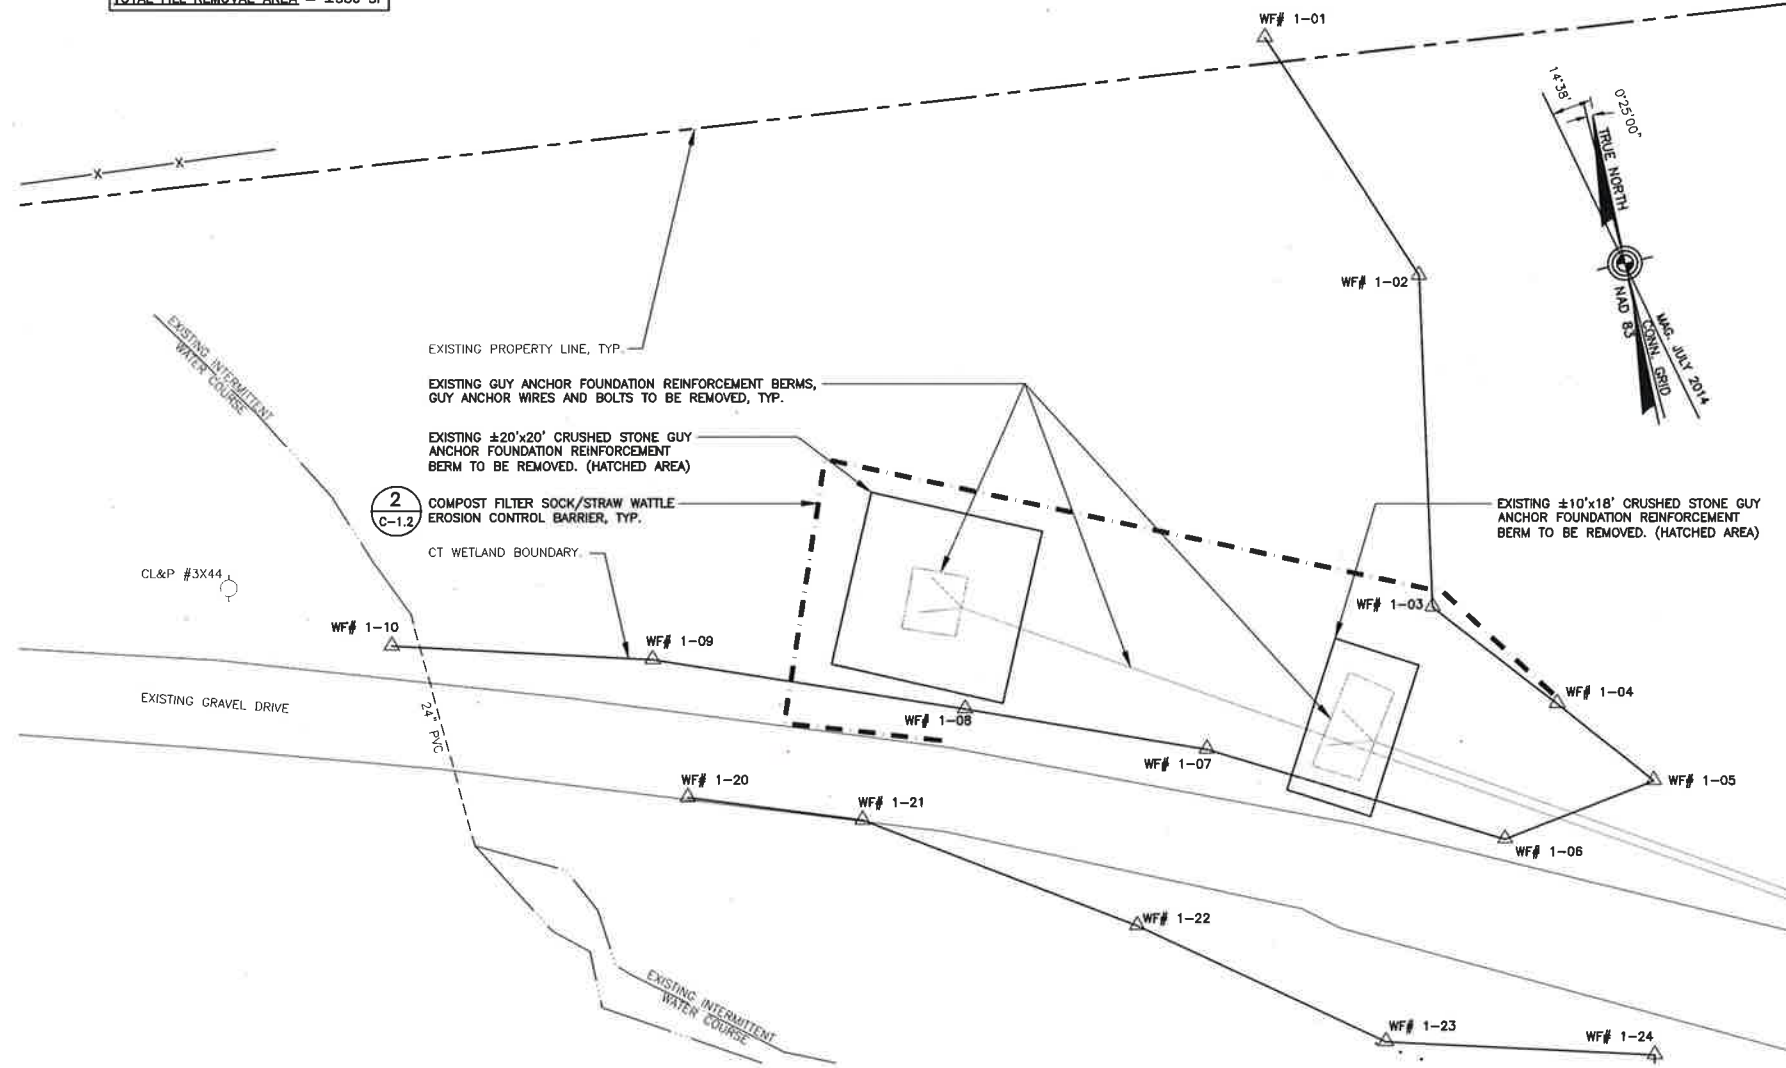 WF# 1-01
14°38'
0°25'00"
TRUE NORTH
NAD 83
CONN. GRID
MAG. JULY 2014
WF# 1-02
EXISTING INTERMITTENT
WATER COURSE
EXISTING PROPERTY LINE, TYP.
EXISTING GUY ANCHOR FOUNDATION REINFORCEMENT BERMS,
GUY ANCHOR WIRES AND BOLTS TO BE REMOVED, TYP.
EXISTING ±20'x20' CRUSHED STONE GUY
ANCHOR FOUNDATION REINFORCEMENT
BERM TO BE REMOVED. (HATCHED AREA)
2
C-1.2
COMPOST FILTER SOCK/STRAW WATTLE
EROSION CONTROL BARRIER, TYP.
CT WETLAND BOUNDARY.
EXISTING ±10'x18' CRUSHED STONE GUY
ANCHOR FOUNDATION REINFORCEMENT
BERM TO BE REMOVED. (HATCHED AREA)
CL&P #3X44
WF# 1-03
WF# 1-10
WF# 1-09
WF# 1-04
EXISTING GRAVEL DRIVE
24" PVC
WF# 1-08
WF# 1-07
WF# 1-05
WF# 1-20
WF# 1-21
WF# 1-06
WF# 1-22
EXISTING INTERMITTENT
WATER COURSE
WF# 1-23
WF# 1-24
X
X